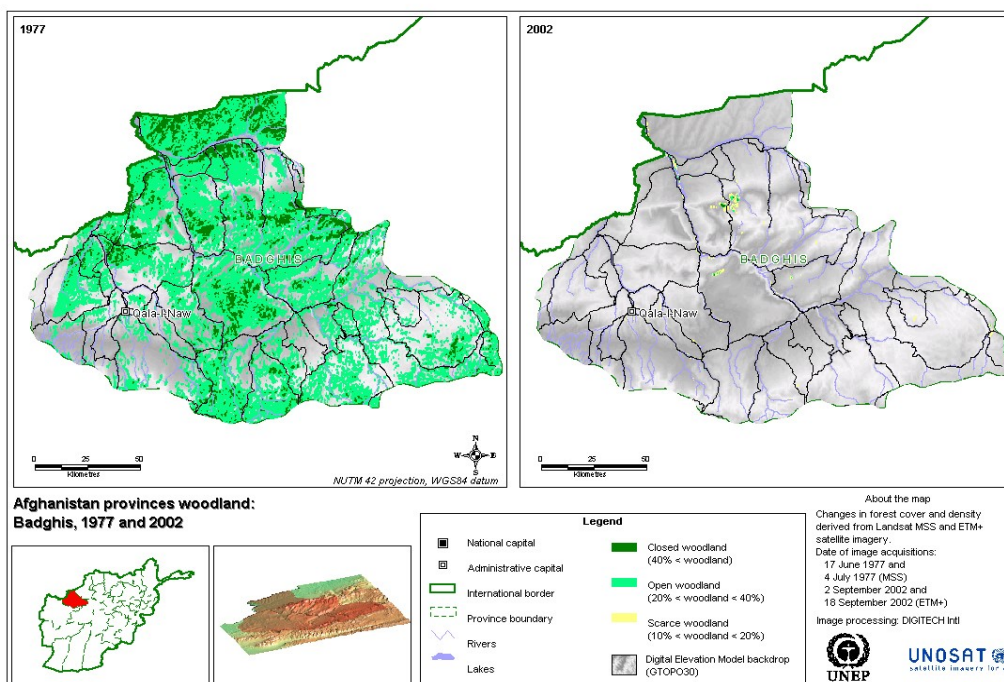 1977
BADGHIS
Qala-I-Naw
0 25 50
Kilometres
N
W E
S
NUTM 42 projection, WGS84 datum
2002
BADGHIS
Qala-I-Naw
0 25 50
Kilometres
Afghanistan provinces woodland:
Badghis, 1977 and 2002
Legend
National capital
Administrative capital
International border
Province boundary
Rivers
Lakes
Closed woodland
(40% < woodland)
Open woodland
(20% < woodland < 40%)
Scarce woodland
(10% < woodland < 20%)
Digital Elevation Model backdrop
(GTOPO30)
About the map
Changes in forest cover and density
derived from Landsat MSS and ETM+
satellite imagery.
Date of image acquisitions:
17 June 1977 and
4 July 1977 (MSS)
2 September 2002 and
18 September 2002 (ETM+)
Image processing: DIGITECH Intl
UNEP
UNOSAT
satellite imagery for a